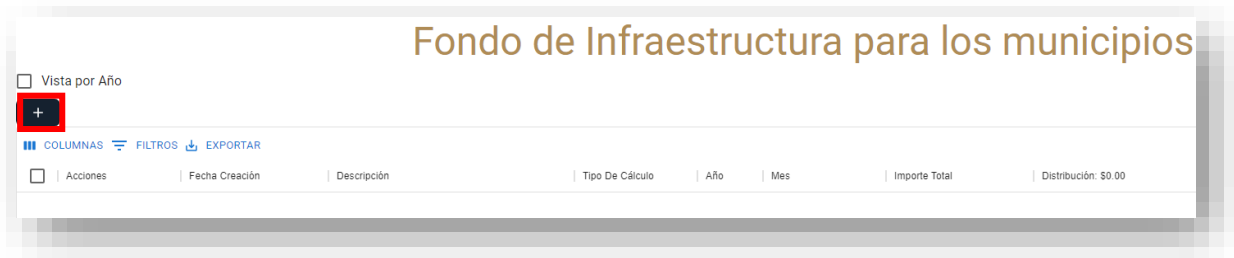 Fondo de Infraestructura para los municipios
Vista por Año
+
COLUMNAS FILTROS EXPORTAR
Acciones Fecha Creación Descripción Tipo De Cálculo Año Mes Importe Total Distribución: $0.00